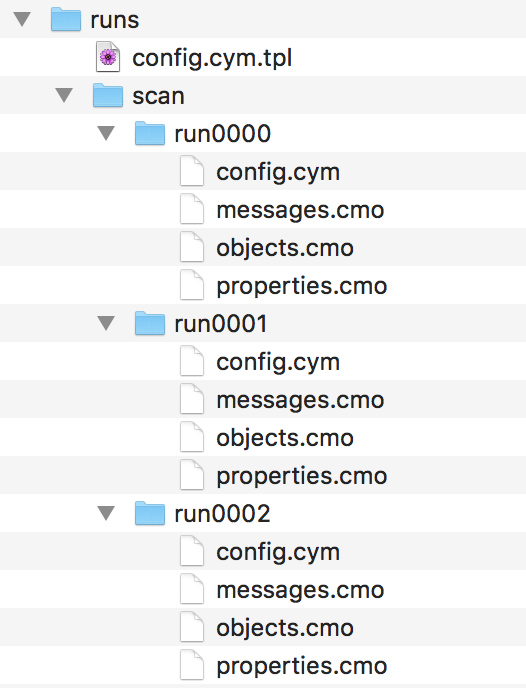 runs
config.cym.tpl
scan
run0000
config.cym
messages.cmo
objects.cmo
properties.cmo
run0001
config.cym
messages.cmo
objects.cmo
properties.cmo
run0002
config.cym
messages.cmo
objects.cmo
properties.cmo